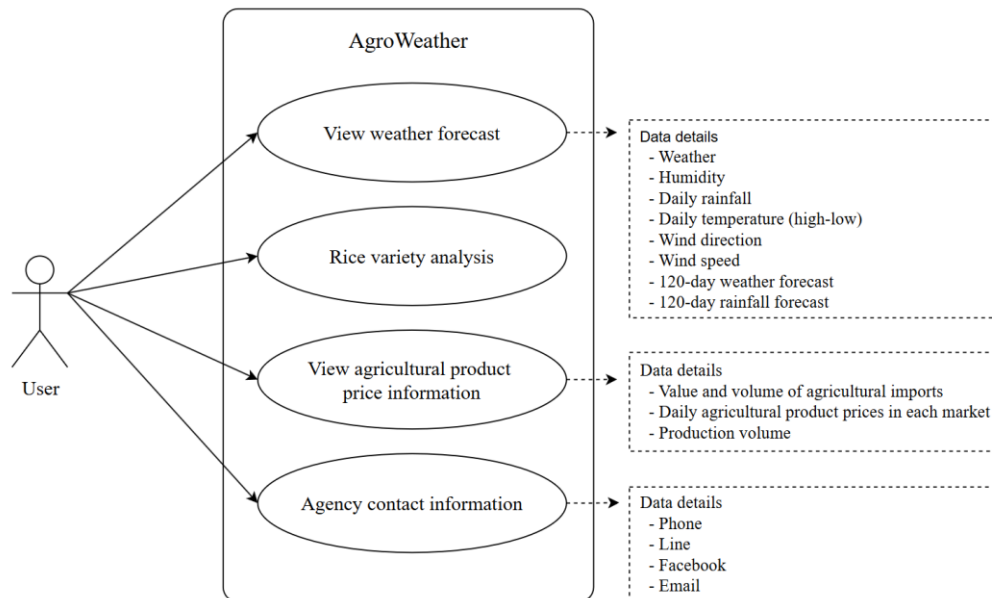 AgroWeather
View weather forecast
Data details
- Weather
- Humidity
- Daily rainfall
- Daily temperature (high-low)
- Wind direction
- Wind speed
- 120-day weather forecast
- 120-day rainfall forecast
Rice variety analysis
User
View agricultural product
price information
Data details
- Value and volume of agricultural imports
- Daily agricultural product prices in each market
- Production volume
Agency contact information
Data details
- Phone
- Line
- Facebook
- Email